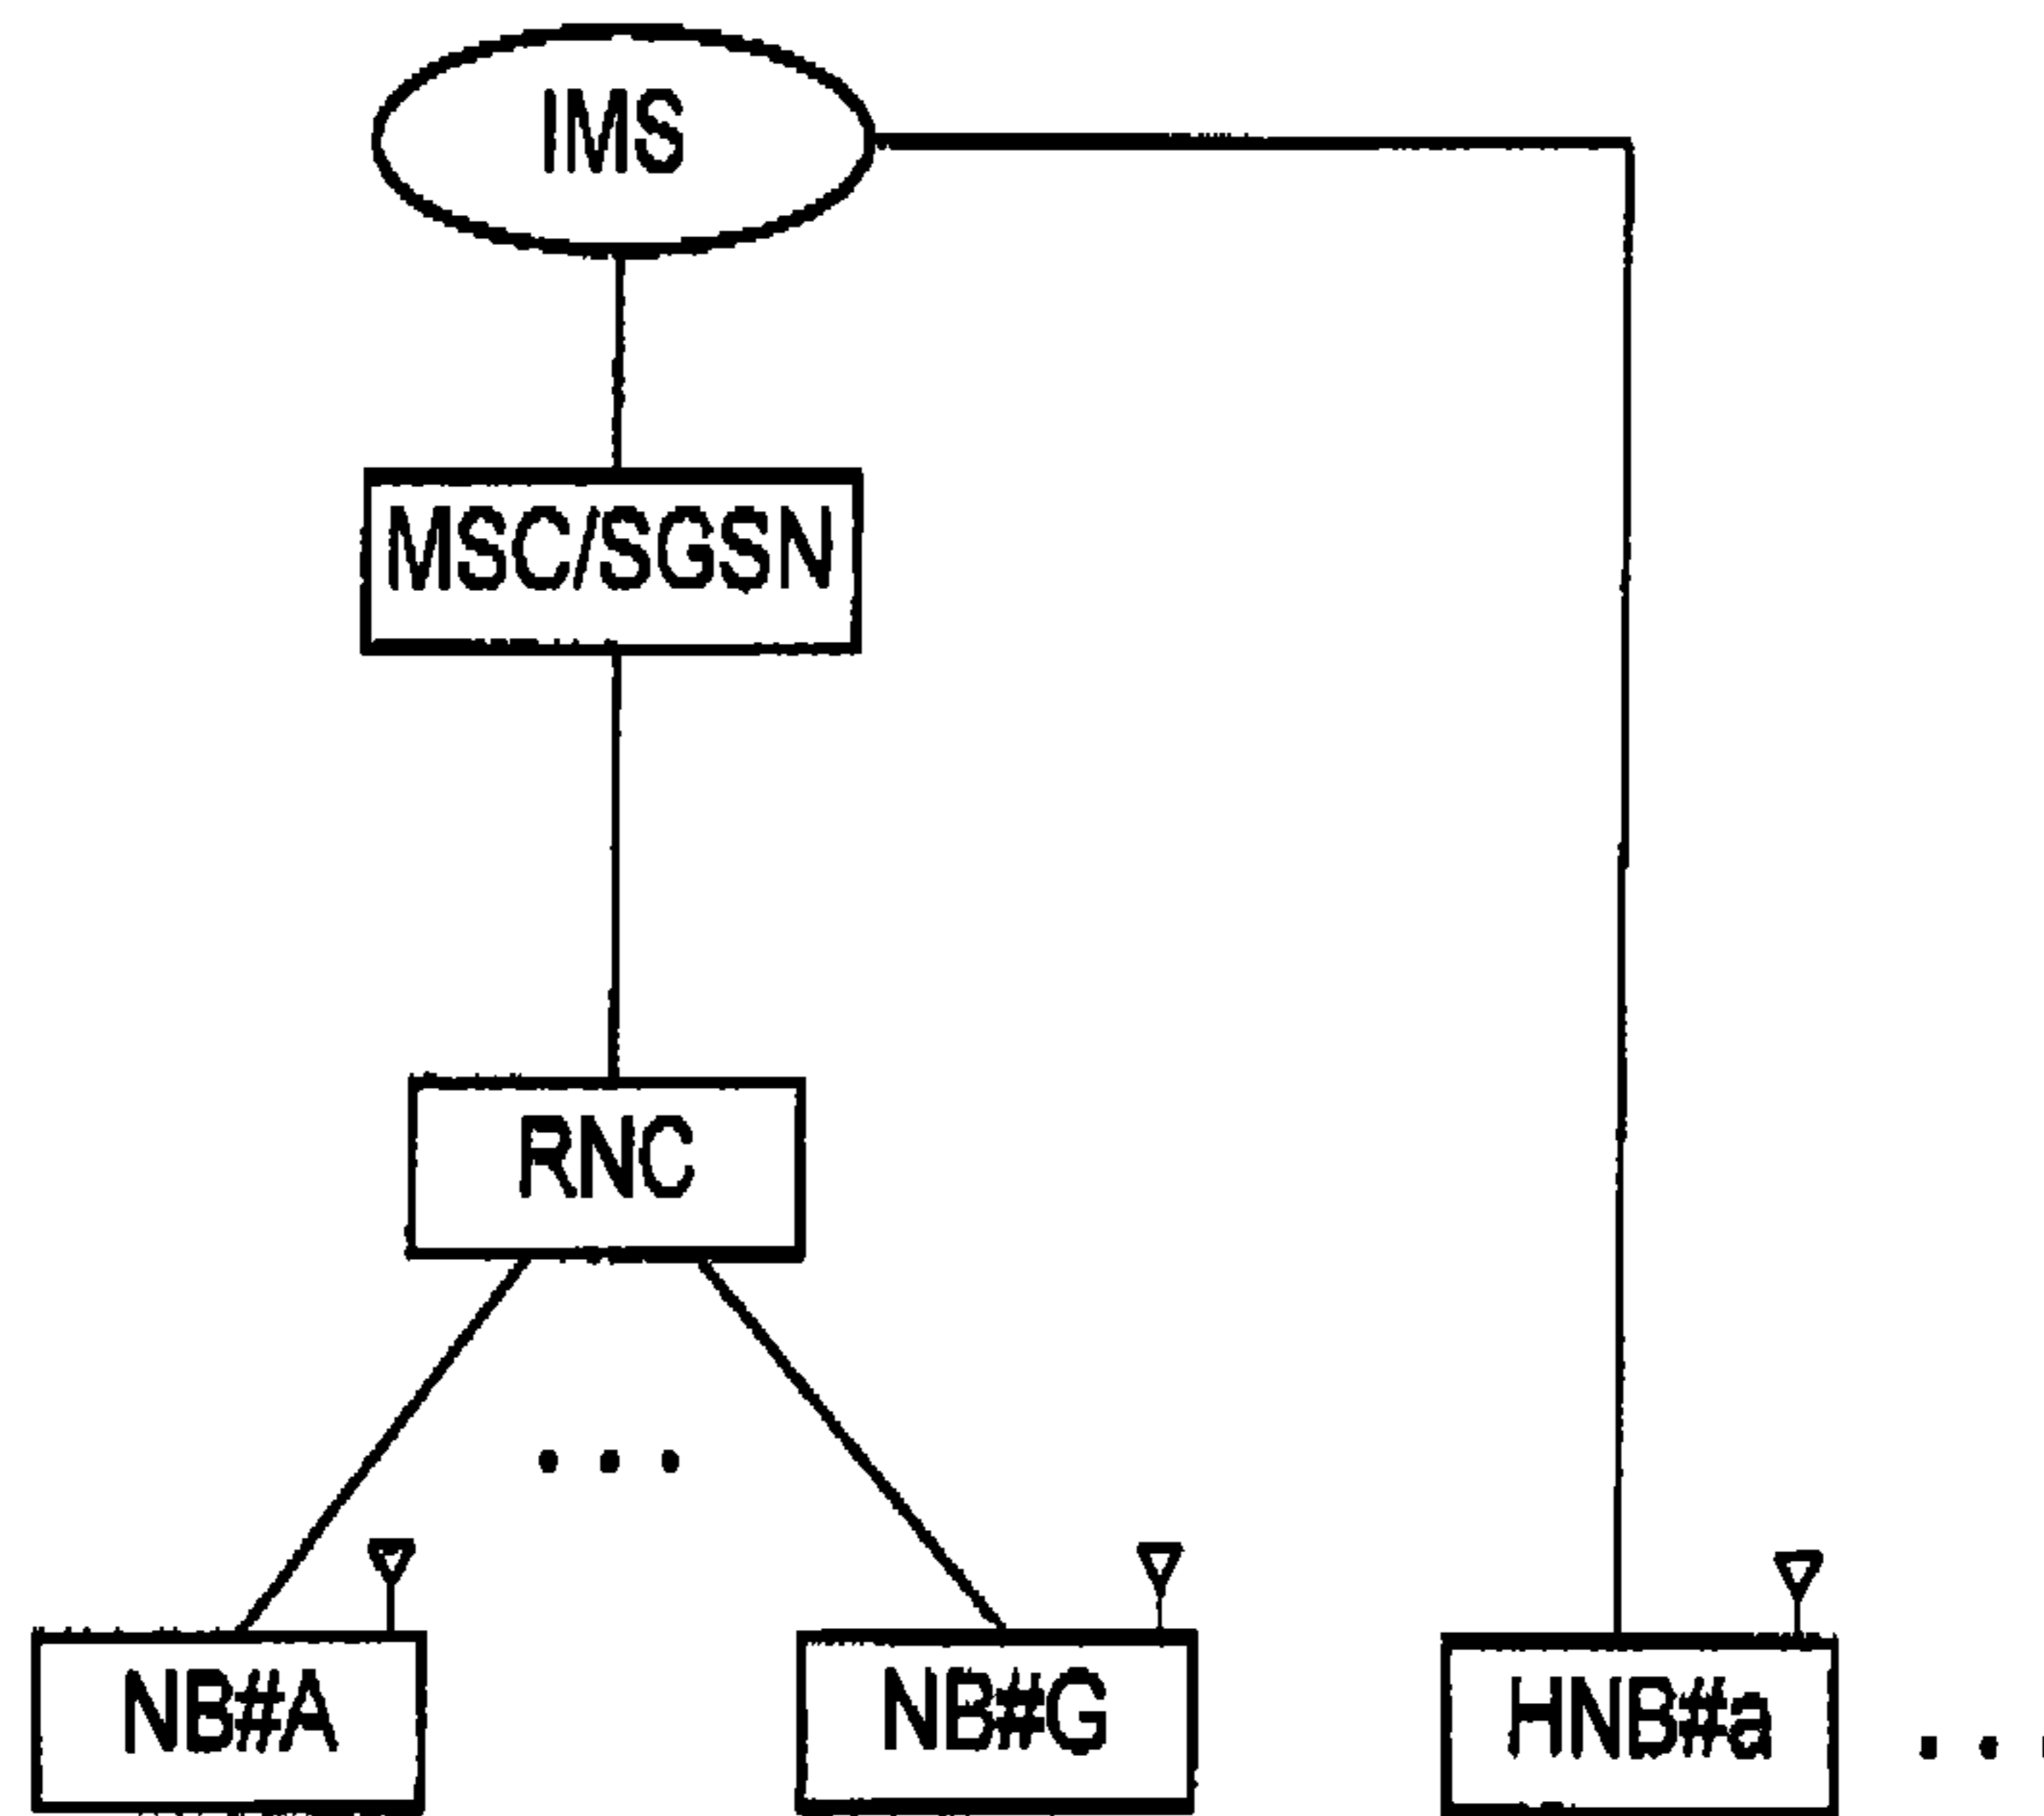 IMS
MSC/SGSN
RNC
. . .
NB#A
NB#G
HNB#a
. . .